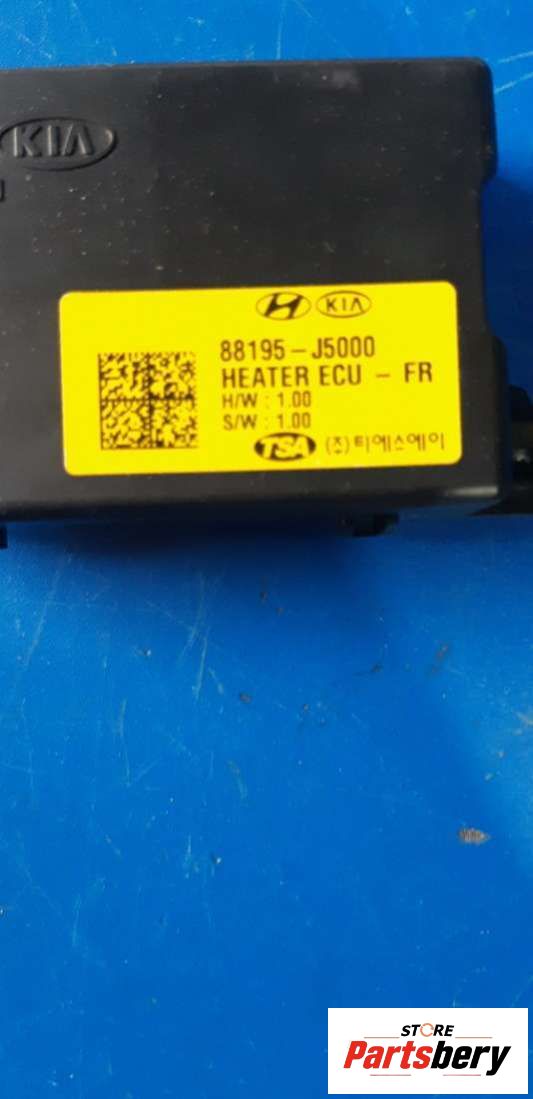 KIA
KIA
88195-J5000
HEATER ECU - FR
H/W : 1.00
S/W : 1.00
TSA (주)티에스에이
STORE
Partsbery